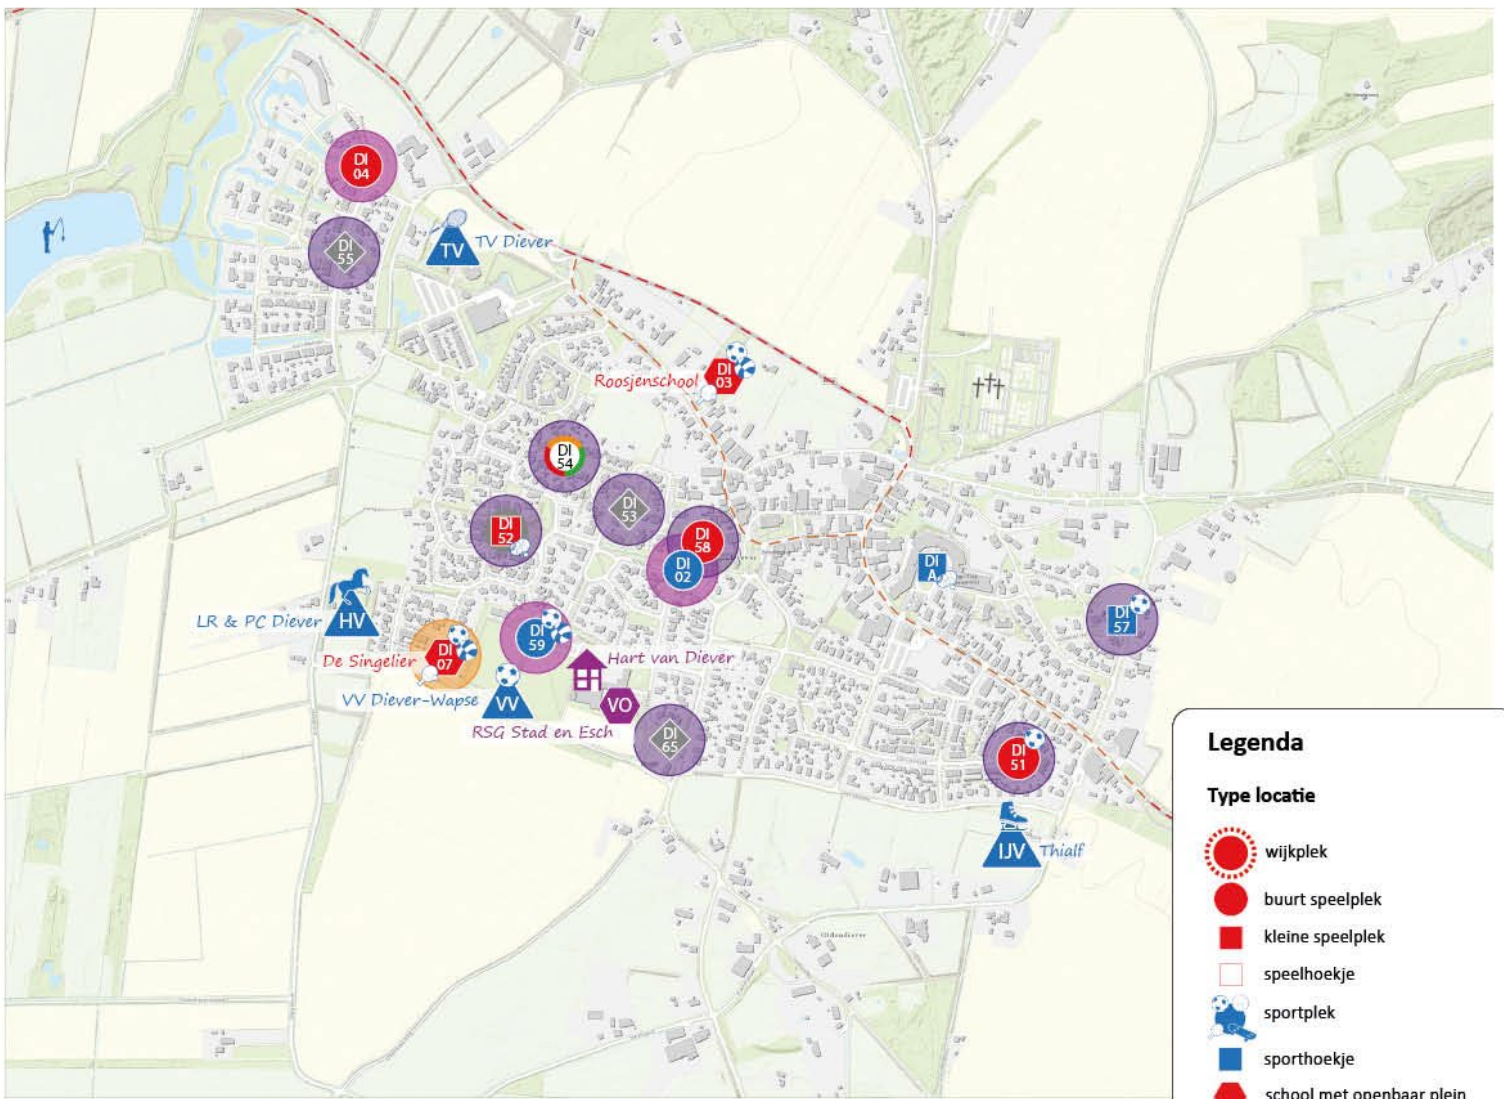 DI
04
DI
55
TV
TV Diever
Roosjenschool
DI
03
DI
54
DI
53
DI
52
DI
58
DI
02
DI
A
DI
57
LR & PC Diever
HV
De Singelier
DI
07
DI
59
Hart van Diever
VV Diever-Wapse
VV
VO
RSG Stad en Esch
DI
65
DI
51
IJV
Thialf
Oldendiever
Legenda
Type locatie
wijkplek
buurt speelplek
kleine speelplek
speelhoekje
sportplek
sporthoekje
school met openbaar plein